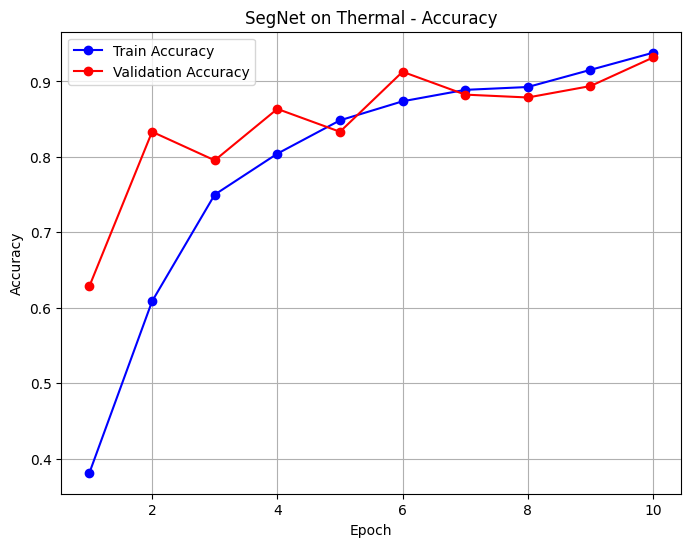 SegNet on Thermal - Accuracy
Train Accuracy
Validation Accuracy
0.9
0.8
0.7
0.6
0.5
0.4
Accuracy
2 4 6 8 10
Epoch